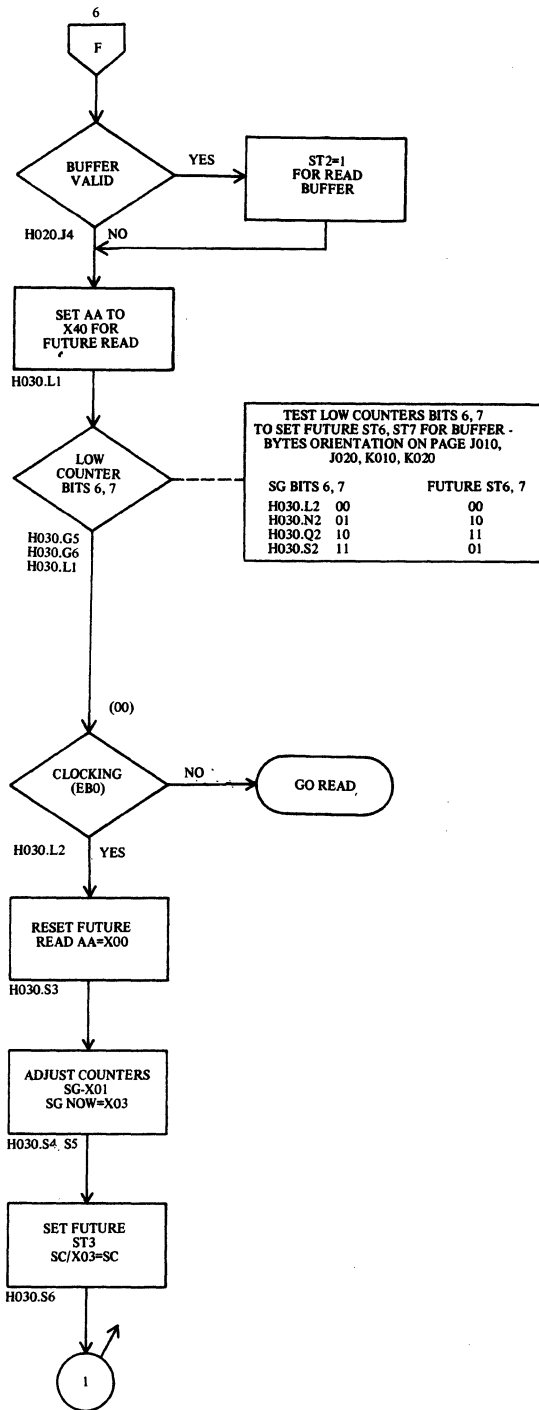 6
F
BUFFER
VALID
YES
ST2=1
FOR READ
BUFFER
H020.J4
NO
SET AA TO
X40 FOR
FUTURE READ
H030.L1
LOW
COUNTER
BITS 6, 7
TEST LOW COUNTERS BITS 6, 7
TO SET FUTURE ST6, ST7 FOR BUFFER -
BYTES ORIENTATION ON PAGE J010,
J020, K010, K020
SG BITS 6, 7 FUTURE ST6, 7
H030.L2 00 00
H030.N2 01 10
H030.Q2 10 11
H030.S2 11 01
H030.G5
H030.G6
H030.L1
(00)
CLOCKING
(EB0)
NO
GO READ
H030.L2
YES
RESET FUTURE
READ AA=X00
H030.S3
ADJUST COUNTERS
SG-X01
SG NOW=X03
H030.S4 S5
SET FUTURE
ST3
SC/X03=SC
H030.S6
1